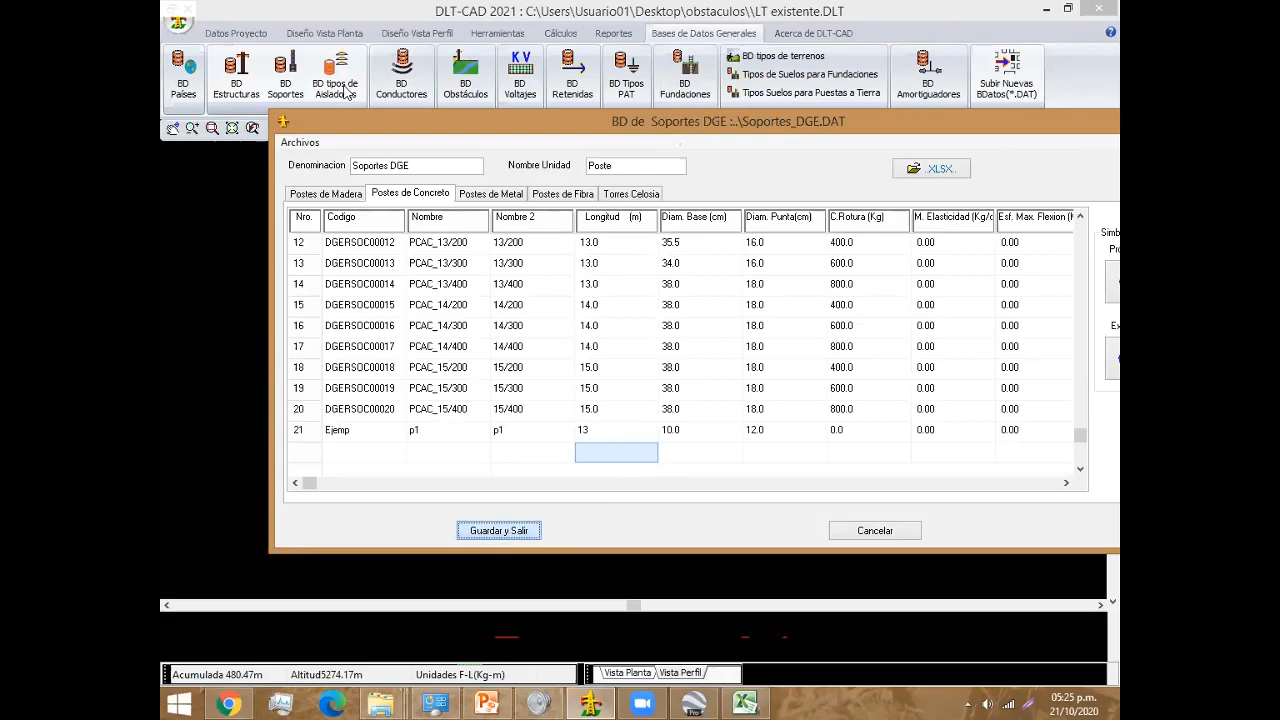 DLT-CAD 2021 : C:\Users\Usuario01\Desktop\obstaculos\\LT existente.DLT
Datos Proyecto Diseño Vista Planta Diseño Vista Perfil Herramientas Cálculos Reportes Bases de Datos Generales Acerca de DLT-CAD
BD Países
BD Estructuras
BD Soportes
BD tipos de Aisladores
BD Conductores
BD Obstáculos
KV
BD Voltajes
BD Retenidas
BD Tipos PAT
BD Fundaciones
BD tipos de terrenos
Tipos de Suelos para Fundaciones
Tipos Suelos para Puestas a Tierra
BD Amortiguadores
Subir Nuevas BDatos(*.DAT)
BD de Soportes DGE :..\Soportes_DGE.DAT
Archivos
Denominacion Soportes DGE Nombre Unidad Poste ..XLSX..
Postes de Madera Postes de Concreto Postes de Metal Postes de Fibra Torres Celosia
Nro. Codigo Nombre Nombre 2 Longitud (m) Diam. Base (cm) Diam. Punta(cm) C.Rotura (Kg) M. Elasticidad (Kg/c Esf. Max. Flexion (
12 DGERSOC00012 PCAC_13/200 13/200 13.0 35.5 16.0 400.0 0.00 0.00
13 DGERSOC00013 PCAC_13/300 13/300 13.0 34.0 16.0 600.0 0.00 0.00
14 DGERSOC00014 PCAC_13/400 13/400 13.0 38.0 18.0 800.0 0.00 0.00
15 DGERSOC00015 PCAC_14/200 14/200 14.0 38.0 18.0 400.0 0.00 0.00
16 DGERSOC00016 PCAC_14/300 14/300 14.0 38.0 18.0 600.0 0.00 0.00
17 DGERSOC00017 PCAC_14/400 14/400 14.0 38.0 18.0 800.0 0.00 0.00
18 DGERSOC00018 PCAC_15/200 15/200 15.0 38.0 18.0 400.0 0.00 0.00
19 DGERSOC00019 PCAC_15/300 15/300 15.0 38.0 18.0 600.0 0.00 0.00
20 DGERSOC00020 PCAC_15/400 15/400 15.0 38.0 18.0 800.0 0.00 0.00
21 Ejemp p1 p1 13 10.0 12.0 0.0 0.00 0.00
Simb
Pro
Ex
Guardar y Salir Cancelar
Acumulada 480.47m Altitud5274.17m Unidades F-L(Kg-m) Vista Planta Vista Perfil
Pro
05:25 p.m.
21/10/2020